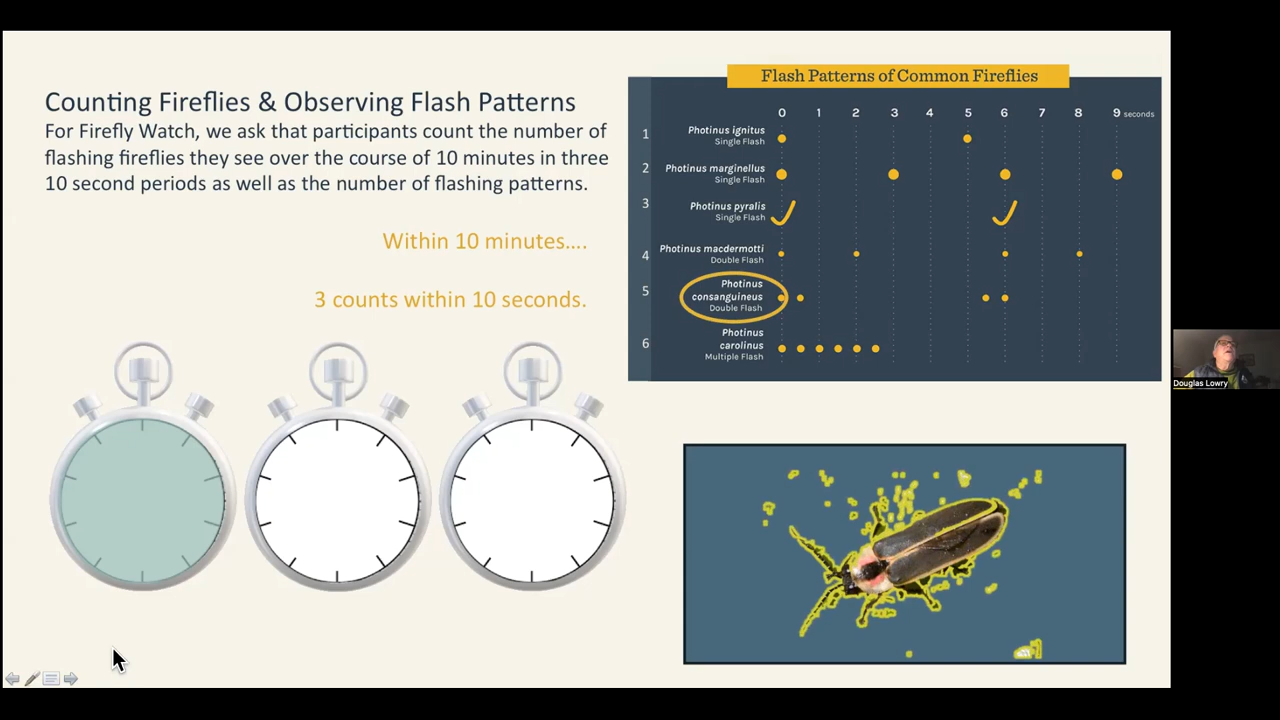 Counting Fireflies & Observing Flash Patterns
For Firefly Watch, we ask that participants count the number of
flashing fireflies they see over the course of 10 minutes in three
10 second periods as well as the number of flashing patterns.
Within 10 minutes....
3 counts within 10 seconds.
Flash Patterns of Common Fireflies
0 1 2 3 4 5 6 7 8 9 seconds
1 Photinus ignitus
Single Flash
2 Photinus marginellus
Single Flash
3 Photinus pyralis
Single Flash
4 Photinus macdermotti
Double Flash
Photinus
5 consanguineus
Double Flash
Photinus
6 carolinus
Multiple Flash
Douglas Lowry